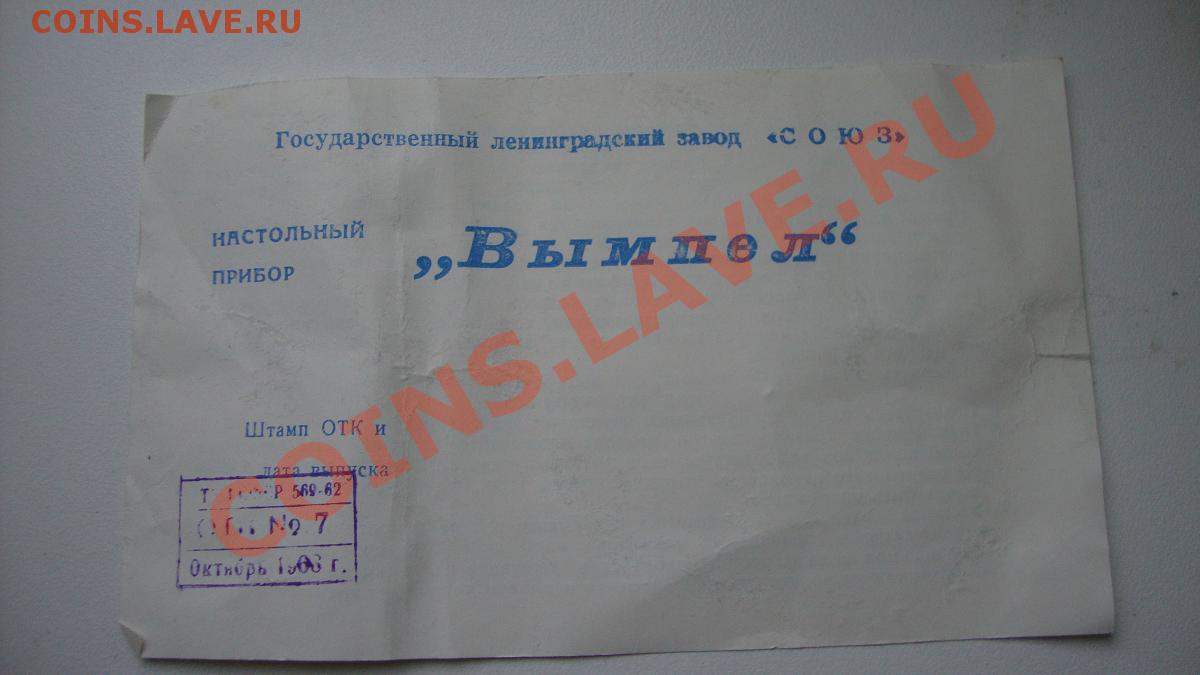 COINS.LAVE.RU
Государственный ленинградский завод «СОЮЗ»
НАСТОЛЬНЫЙ
ПРИБОР
„Вымпел“
COINS.LAVE.RU
Штамп ОТК и
дата выпуска
Р 569-62
№ 7
Октябрь г.